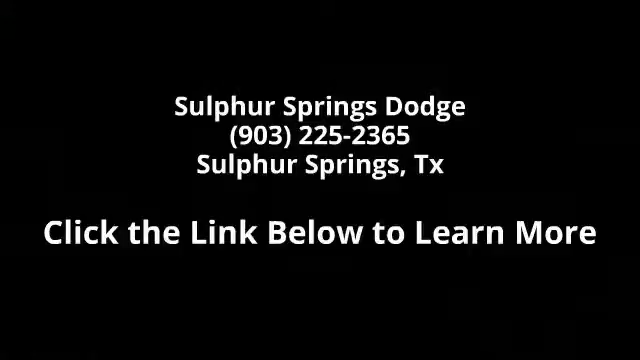 Sulphur Springs Dodge
(903) 225-2365
Sulphur Springs, Tx
Click the Link Below to Learn More